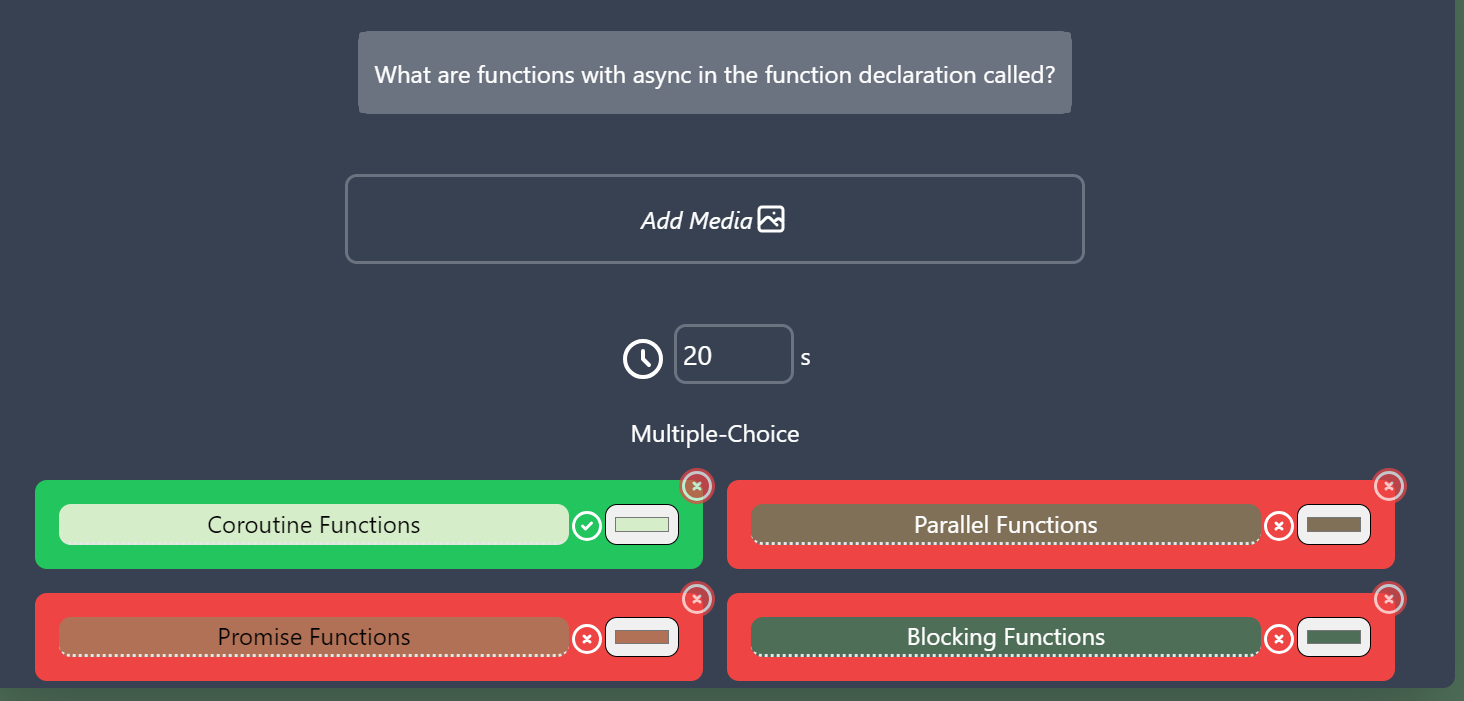 What are functions with async in the function declaration called?
Add Media
20 s
Multiple-Choice
Coroutine Functions
Parallel Functions
Promise Functions
Blocking Functions